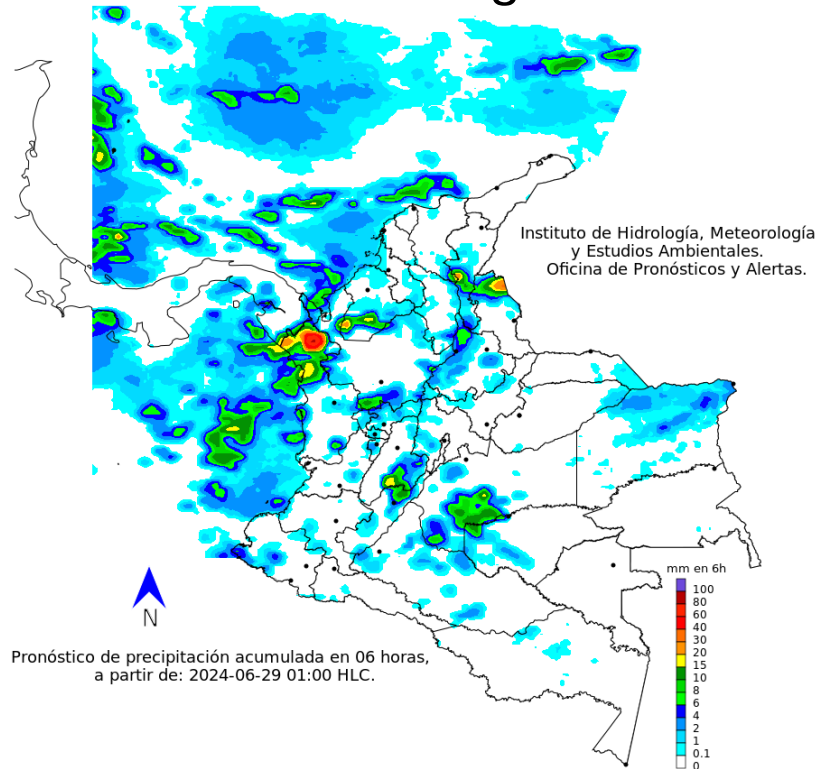 Instituto de Hidrología, Meteorología
y Estudios Ambientales.
Oficina de Pronósticos y Alertas.
mm en 6h
100
80
60
40
30
20
15
10
8
6
4
2
1
0.1
0
N
Pronóstico de precipitación acumulada en 06 horas,
a partir de: 2024-06-29 01:00 HLC.